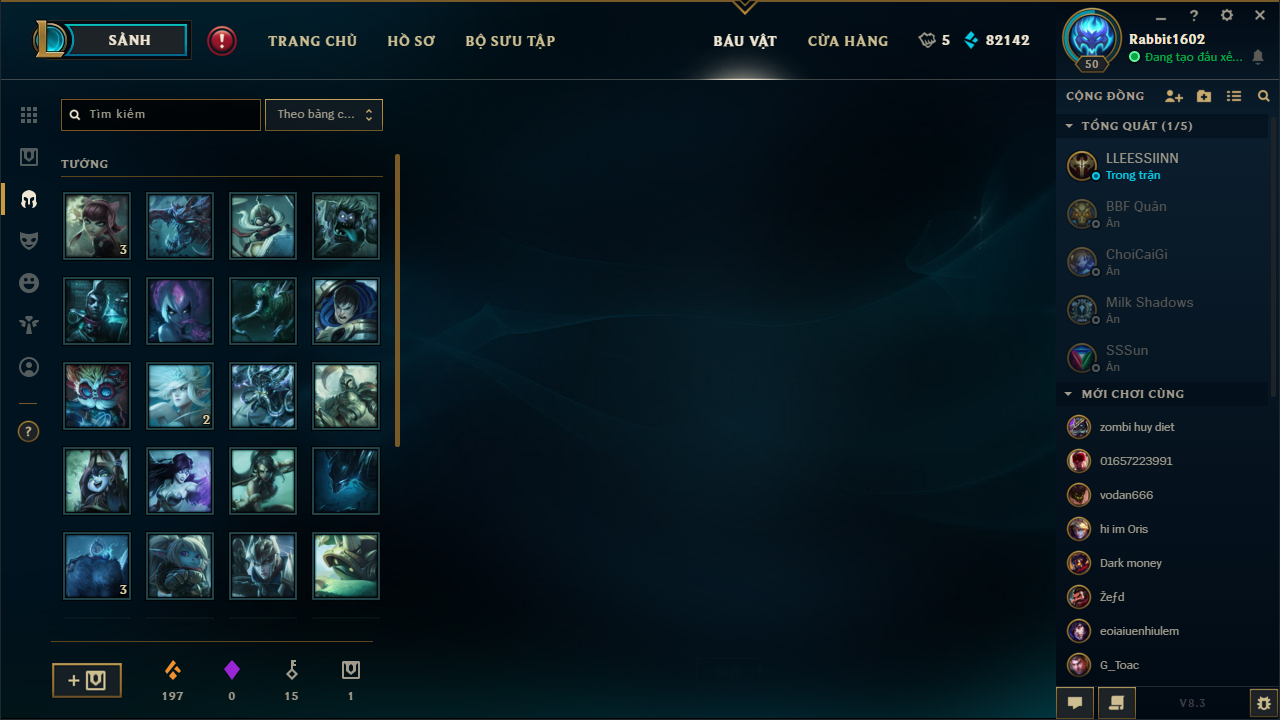 SẢNH
TRANG CHỦ
HỒ SƠ
BỘ SƯU TẬP
BÁU VẬT
CỬA HÀNG
5
82142
50
Rabbit1602
Đang tạo đấu xế...
Tìm kiếm
Theo bảng c...
TƯỚNG
3
2
3
197
0
15
1
CỘNG ĐỒNG
TỔNG QUÁT (1/5)
LLEESSIINN
Trong trận
BBF Quân
Ẩn
ChoiCaiGi
Ẩn
Milk Shadows
Ẩn
SSSun
Ẩn
MỚI CHƠI CÙNG
zombi huy diet
01657223991
vodan666
hi im Oris
Dark money
Žeƒd
eoiaiuenhiulem
G_Toac
V8.3